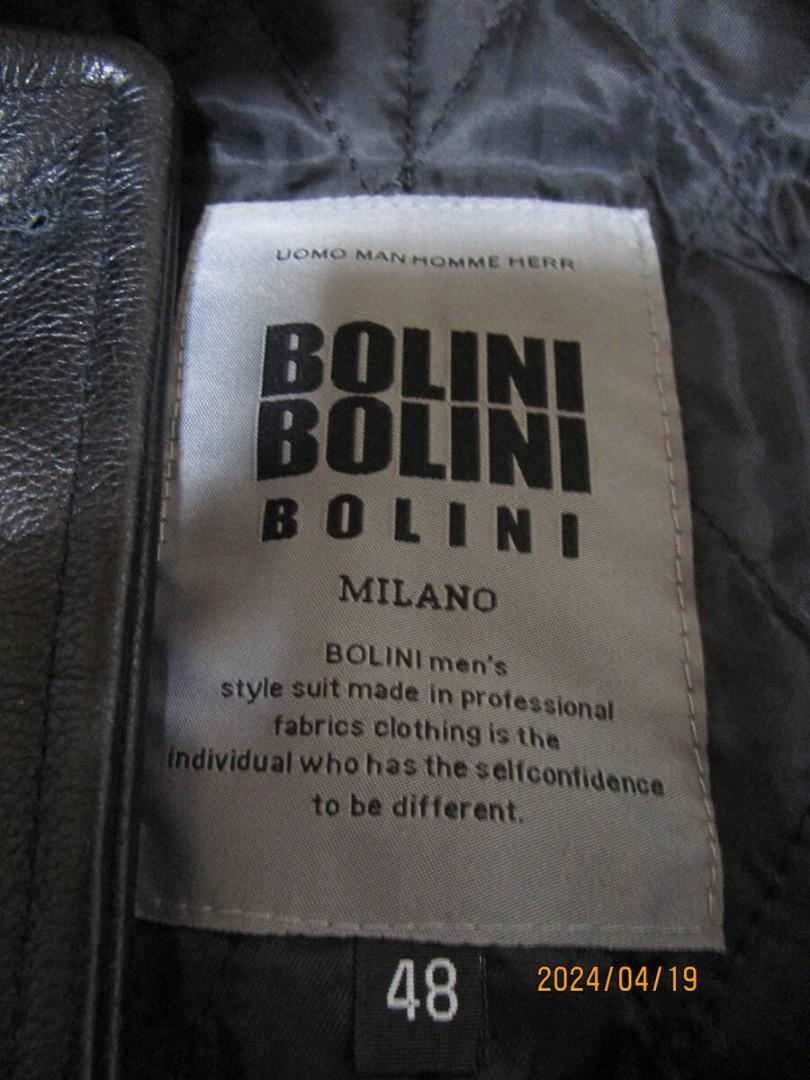 UOMO MAN HOMME HERR
BOLINI
BOLINI
BOLINI
MILANO
BOLINI men's
style suit made in professional
fabrics clothing is the
individual who has the selfconfidence
to be different.
48
2024/04/19